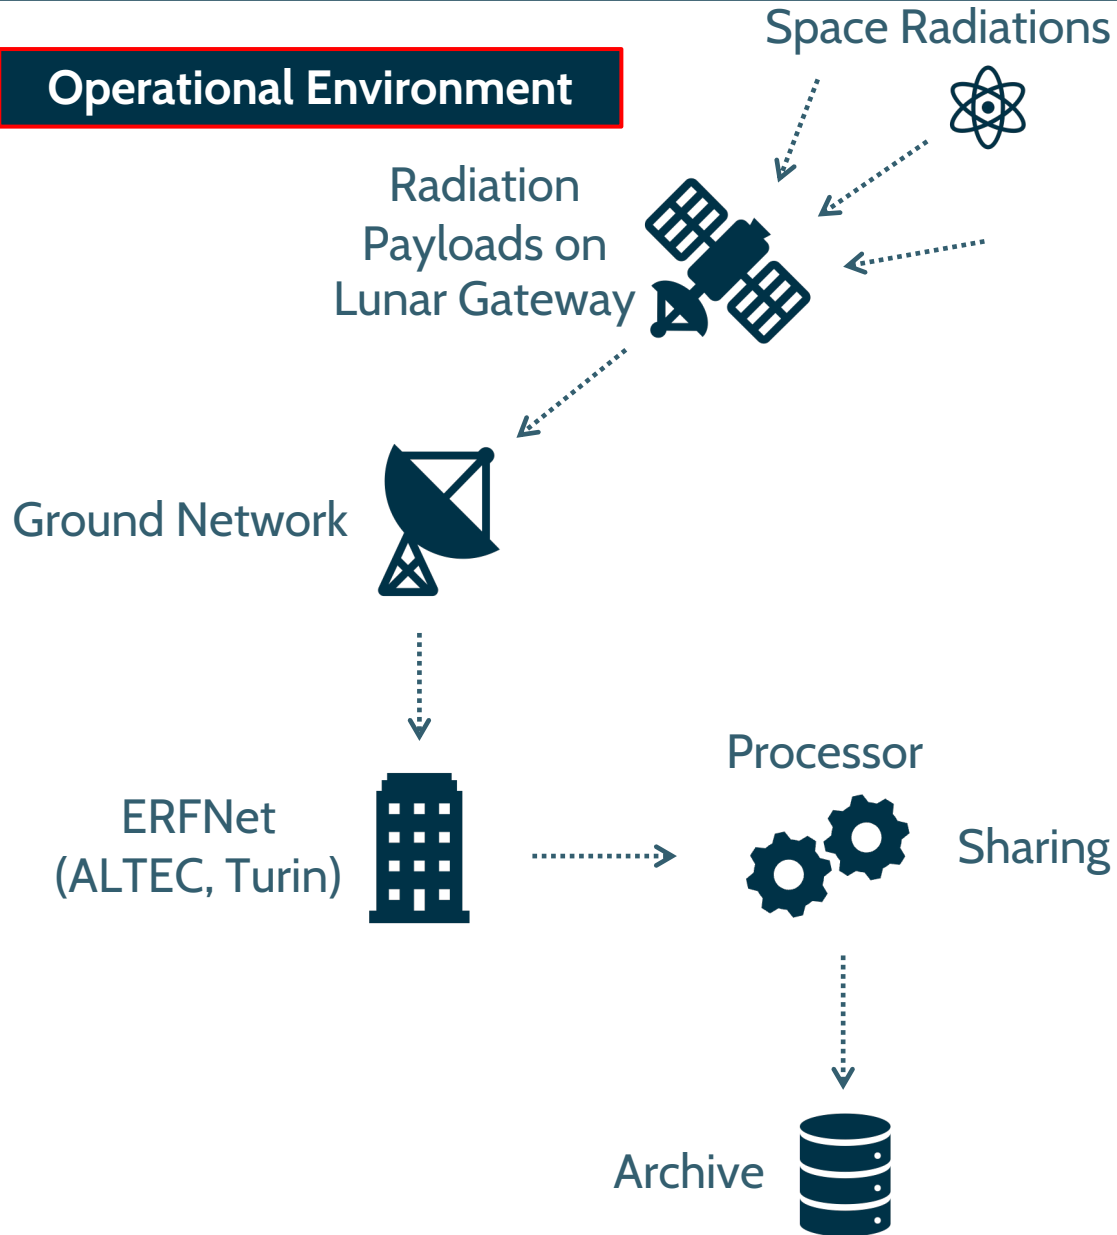 Space Radiations
Operational Environment
Radiation
Payloads on
Lunar Gateway
Ground Network
Processor
ERFNet
(ALTEC, Turin)
Sharing
Archive